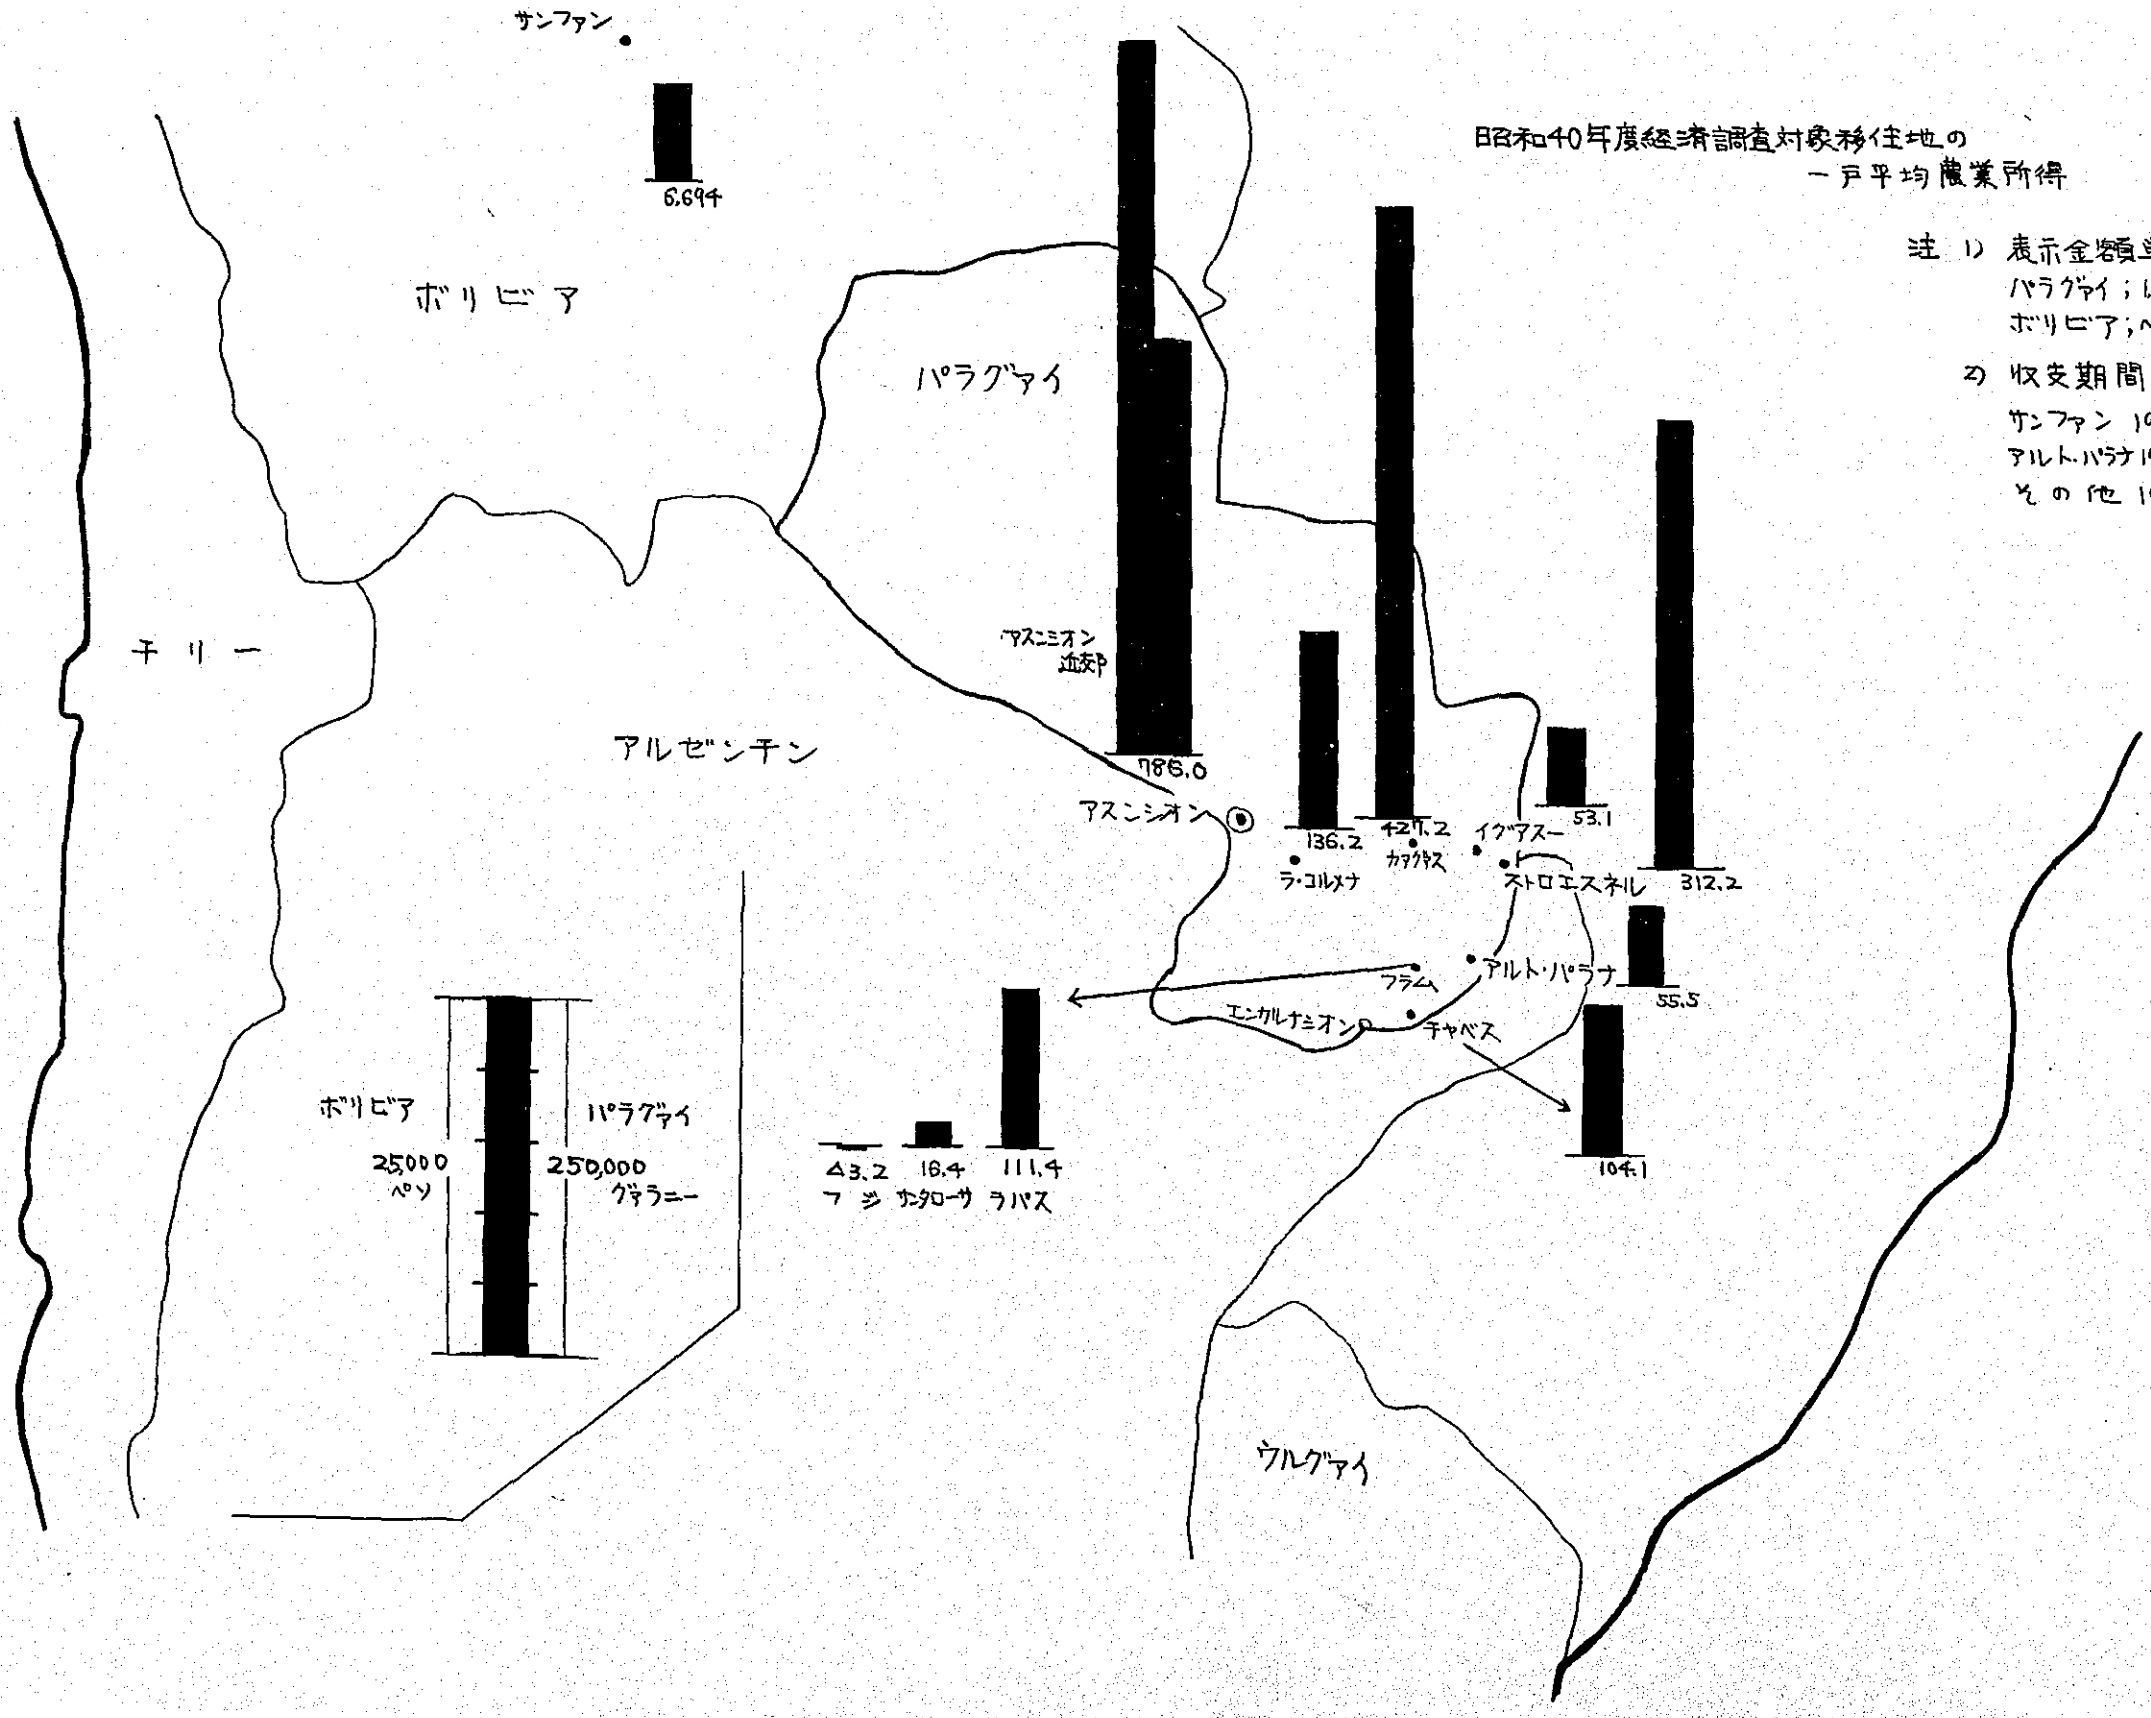 サンファン
6.694
昭和40年度経済調査対象移住地の
一戸平均農業所得
注 1) 表示金額
パラグァイ;
ボリビア;
2) 収支期間
サンファン 19
アルト・パラナ
その他
ボリビア
パラグァイ
チリー
アルゼンチン
アスニミオン
近郊
786.0
アスンシオン
136.2
ラ・コルメナ
427.2
カアグアス
イグアスー
53.1
ストロエスネル
312.2
フラム
アルト・パラナ
55.5
エンカルナシオン
チャベス
104.1
ボリビア
25,000
ペソ
パラグァイ
250,000
グァラニー
△3.2
フジ
16.4
サンタローサ
111.4
ラパス
ウルグァイ